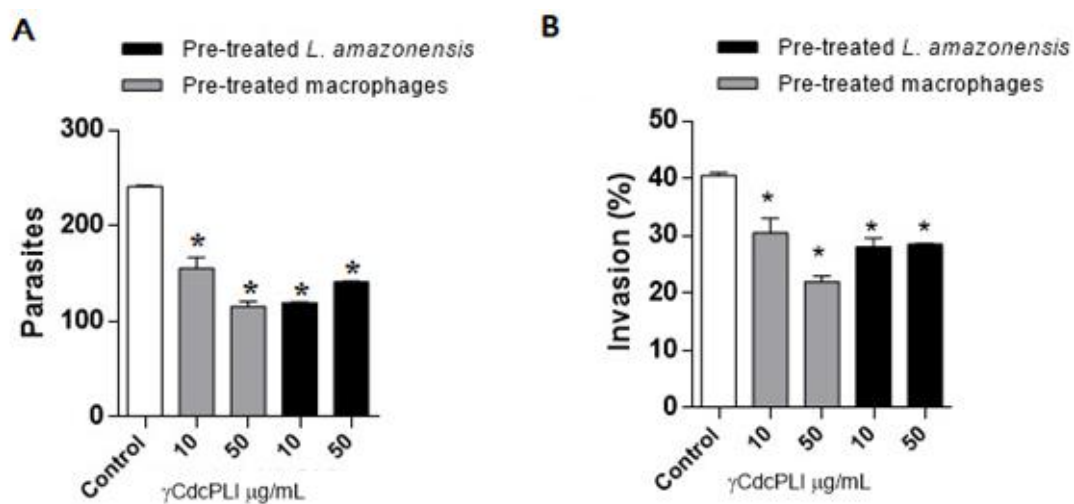 A
Pre-treated L. amazonensis
Pre-treated macrophages
Parasites
300
200
100
0
Control
10
50
10
50
γCdcPLI µg/mL
B
Pre-treated L. amazonensis
Pre-treated macrophages
Invasion (%)
50
40
30
20
10
0
*
*
*
*
Control
10
50
10
50
γCdcPLI µg/mL
*
*
*
*